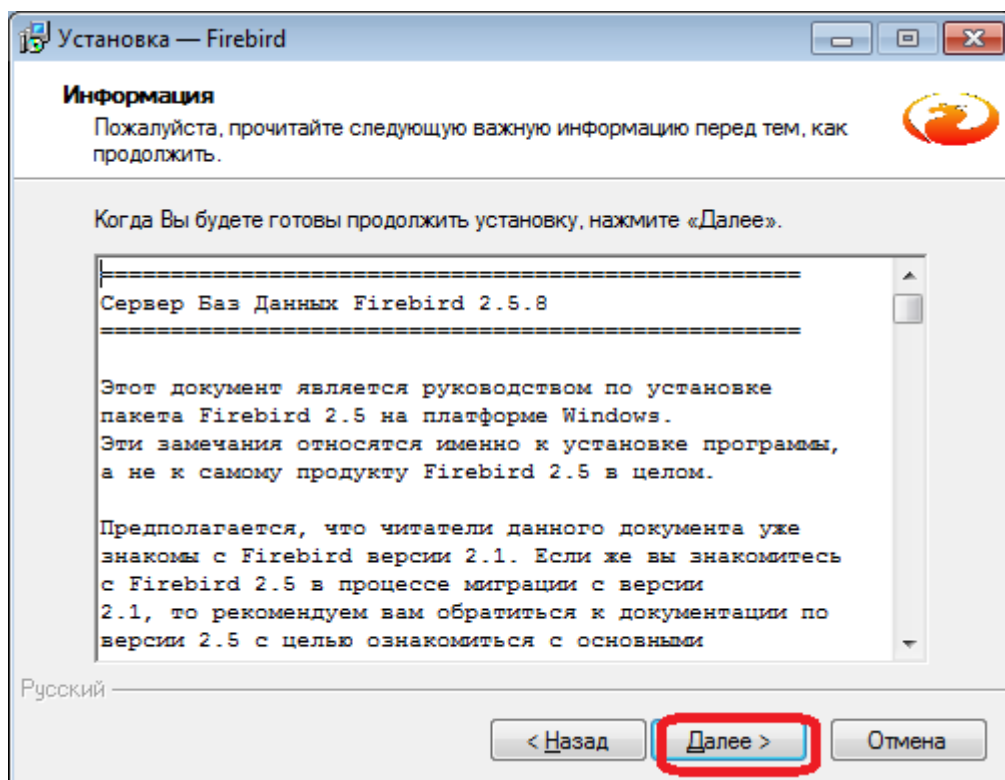 Установка — Firebird
Информация
Пожалуйста, прочитайте следующую важную информацию перед тем, как
продолжить.
Когда Вы будете готовы продолжить установку, нажмите «Далее».
==================================================
Сервер Баз Данных Firebird 2.5.8
==================================================
Этот документ является руководством по установке
пакета Firebird 2.5 на платформе Windows.
Эти замечания относятся именно к установке программы,
а не к самому продукту Firebird 2.5 в целом.
Предполагается, что читатели данного документа уже
знакомы с Firebird версии 2.1. Если же вы знакомитесь
с Firebird 2.5 в процессе миграции с версии
2.1, то рекомендуем вам обратиться к документации по
версии 2.5 с целью ознакомиться с основными
Русский
< Назад
Далее >
Отмена